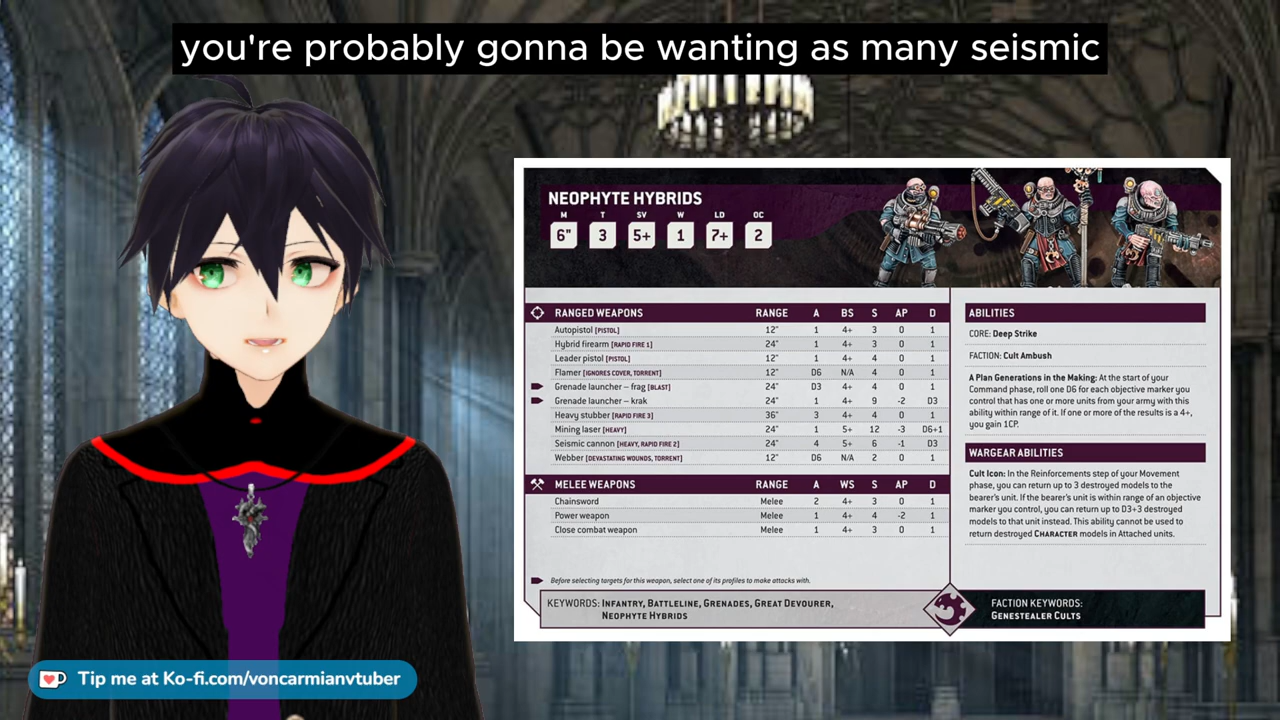 you're probably gonna be wanting as many seismic
NEOPHYTE HYBRIDS
M T SV W LD OC
6" 3 5+ 1 7+ 2
RANGED WEAPONS RANGE A BS S AP D
Autopistol [PISTOL] 12" 1 4+ 3 0 1
Hybrid firearm [RAPID FIRE 1] 24" 1 4+ 3 0 1
Leader pistol [PISTOL] 12" 1 4+ 4 0 1
Flamer [IGNORES COVER, TORRENT] 12" D6 N/A 4 0 1
Grenade launcher – frag [BLAST] 24" D3 4+ 4 0 1
Grenade launcher – krak 24" 1 4+ 9 -2 D3
Heavy stubber [RAPID FIRE 3] 36" 3 4+ 4 0 1
Mining laser [HEAVY] 24" 1 5+ 12 -3 D6+1
Seismic cannon [HEAVY, RAPID FIRE 2] 24" 4 5+ 6 -1 D3
Webber [DEVASTATING WOUNDS, TORRENT] 12" D6 N/A 2 0 1
MELEE WEAPONS RANGE A WS S AP D
Chainsword Melee 2 4+ 3 0 1
Power weapon Melee 1 4+ 4 -2 1
Close combat weapon Melee 1 4+ 3 0 1
Before selecting targets for this weapon, select one of its profiles to make attacks with.
KEYWORDS: INFANTRY, BATTLELINE, GRENADES, GREAT DEVOURER,
NEOPHYTE HYBRIDS
ABILITIES
CORE: Deep Strike
FACTION: Cult Ambush
A Plan Generations in the Making: At the start of your
Command phase, roll one D6 for each objective marker you
control that has one or more units from your army with this
ability within range of it. If one or more of the results is a 4+,
you gain 1CP.
WARGEAR ABILITIES
Cult Icon: In the Reinforcements step of your Movement
phase, you can return up to 3 destroyed models to the
bearer's unit. If the bearer's unit is within range of an objective
marker you control, you can return up to D3+3 destroyed
models to that unit instead. This ability cannot be used to
return destroyed CHARACTER models in Attached units.
FACTION KEYWORDS:
GENESTEALER CULTS
Tip me at Ko-fi.com/voncarmianvtuber